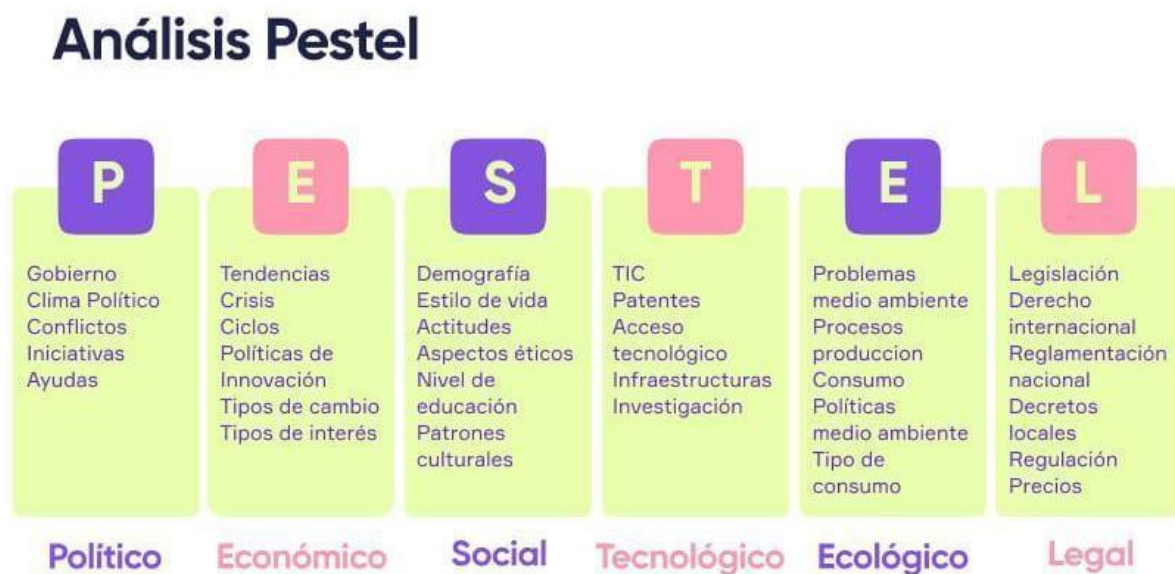 Análisis Pestel
P
Gobierno
Clima Político
Conflictos
Iniciativas
Ayudas
Político
E
Tendencias
Crisis
Ciclos
Políticas de
Innovación
Tipos de cambio
Tipos de interés
Económico
S
Demografía
Estilo de vida
Actitudes
Aspectos éticos
Nivel de
educación
Patrones
culturales
Social
T
TIC
Patentes
Acceso
tecnológico
Infraestructuras
Investigación
Tecnológico
E
Problemas
medio ambiente
Procesos
produccion
Consumo
Políticas
medio ambiente
Tipo de
consumo
Ecológico
L
Legislación
Derecho
internacional
Reglamentación
nacional
Decretos
locales
Regulación
Precios
Legal